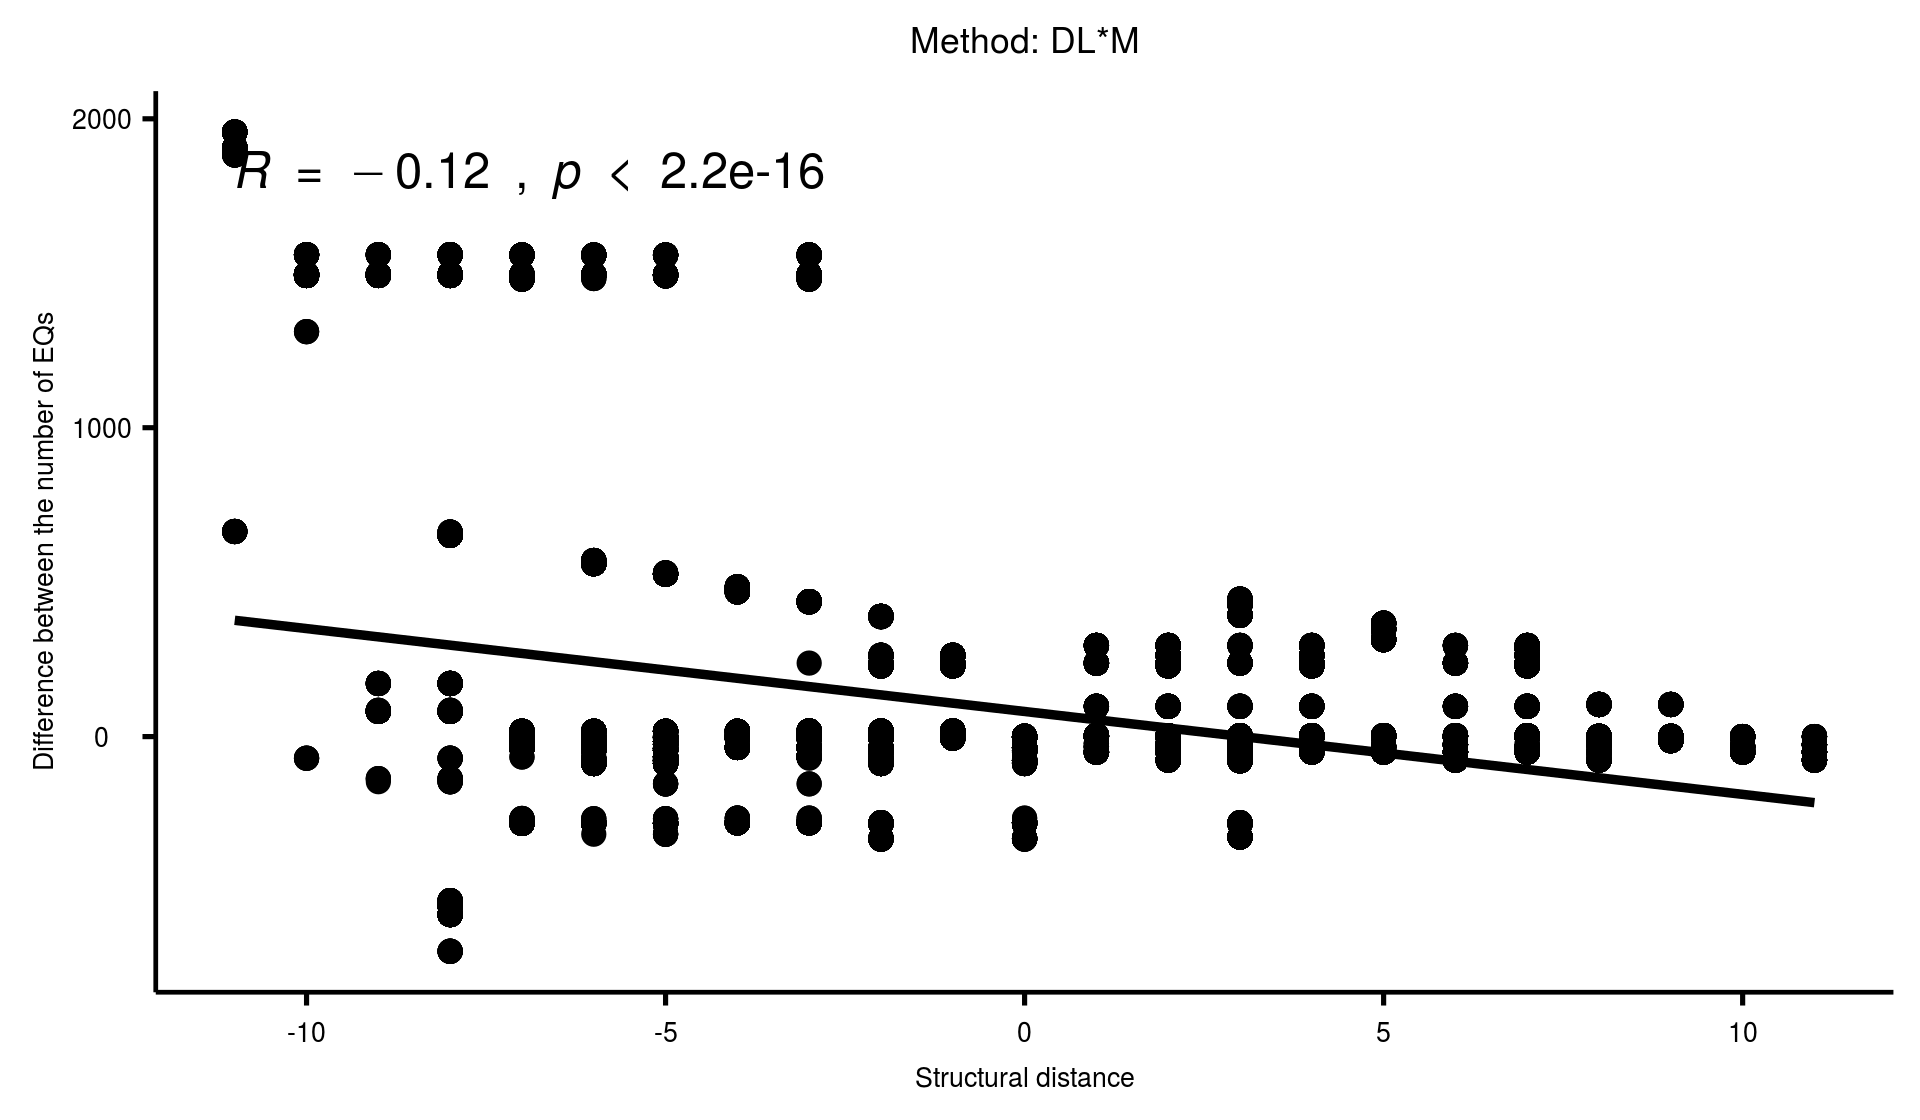 Method: DL*M
2000
R = −0.12 , p < 2.2e-16
1000
0
Difference between the number of EQs
-10 -5 0 5 10
Structural distance